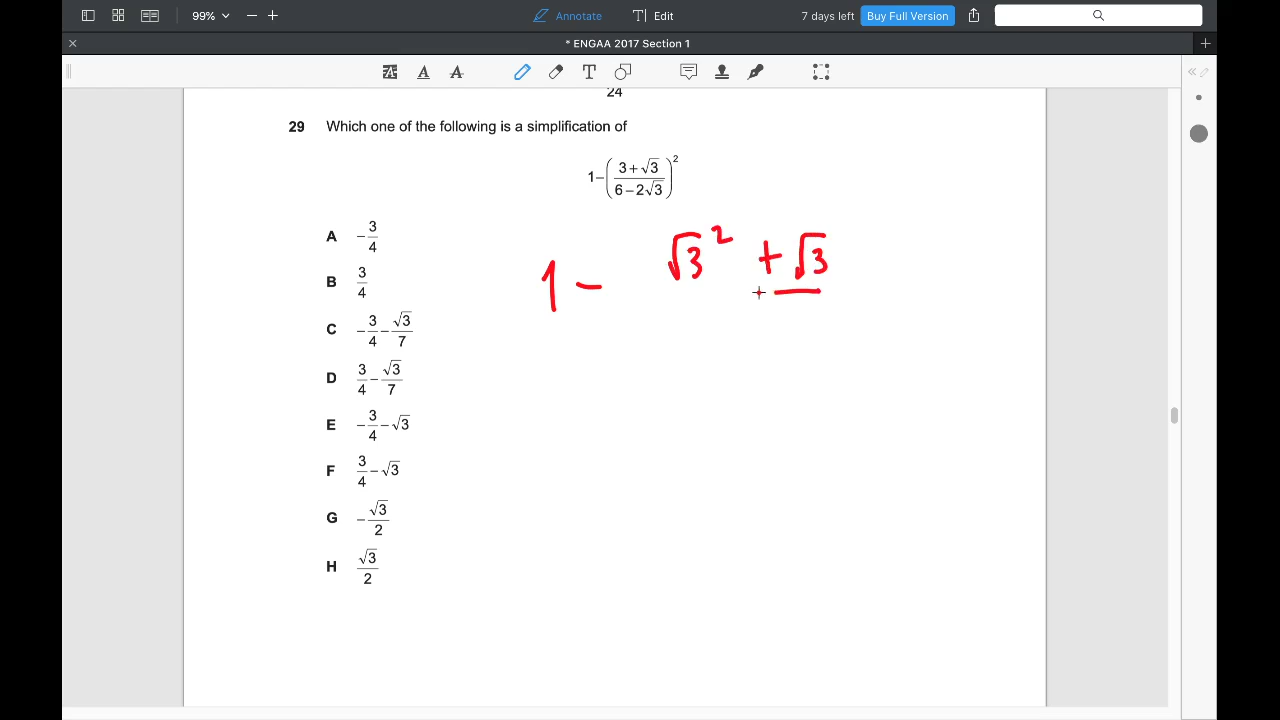 99% Annotate Edit 7 days left Buy Full Version
* ENGAA 2017 Section 1
24
29 Which one of the following is a simplification of
1−((3+√3)/(6−2√3))²
A −3/4
B 3/4
C −3/4−√3/7
D 3/4−√3/7
E −3/4−√3
F 3/4−√3
G −√3/2
H √3/2
1 − √3² + √3